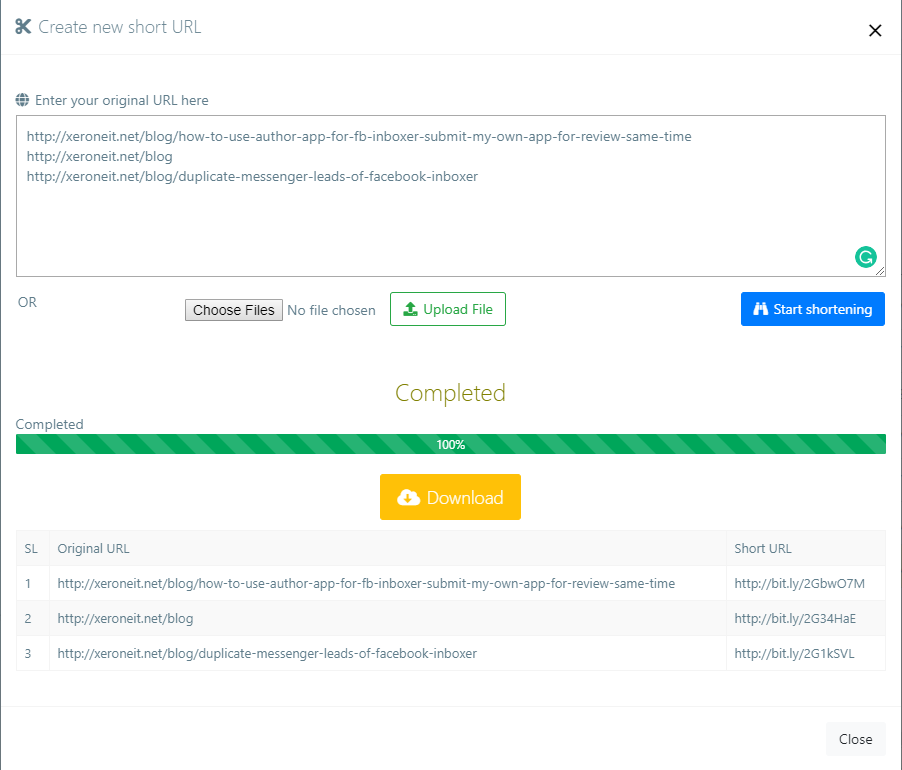 Create new short URL
Enter your original URL here
http://xeroneit.net/blog/how-to-use-author-app-for-fb-inboxer-submit-my-own-app-for-review-same-time
http://xeroneit.net/blog
http://xeroneit.net/blog/duplicate-messenger-leads-of-facebook-inboxer
OR Choose Files No file chosen Upload File Start shortening
Completed
Completed
100%
Download
SL Original URL Short URL
1 http://xeroneit.net/blog/how-to-use-author-app-for-fb-inboxer-submit-my-own-app-for-review-same-time http://bit.ly/2GbwO7M
2 http://xeroneit.net/blog http://bit.ly/2G34HaE
3 http://xeroneit.net/blog/duplicate-messenger-leads-of-facebook-inboxer http://bit.ly/2G1kSVL
Close